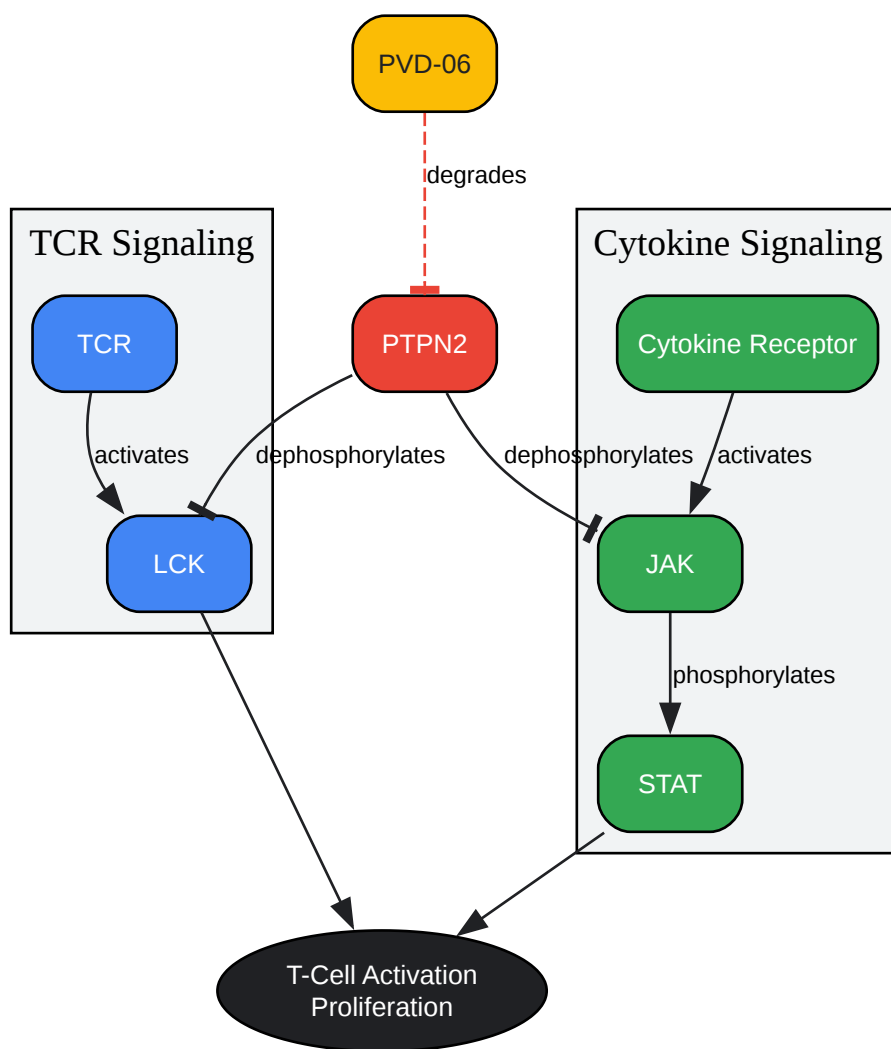 PVD-06
degrades
TCR Signaling
Cytokine Signaling
TCR
PTPN2
Cytokine Receptor
activates
dephosphorylates
dephosphorylates
activates
LCK
JAK
phosphorylates
STAT
T-Cell Activation
Proliferation